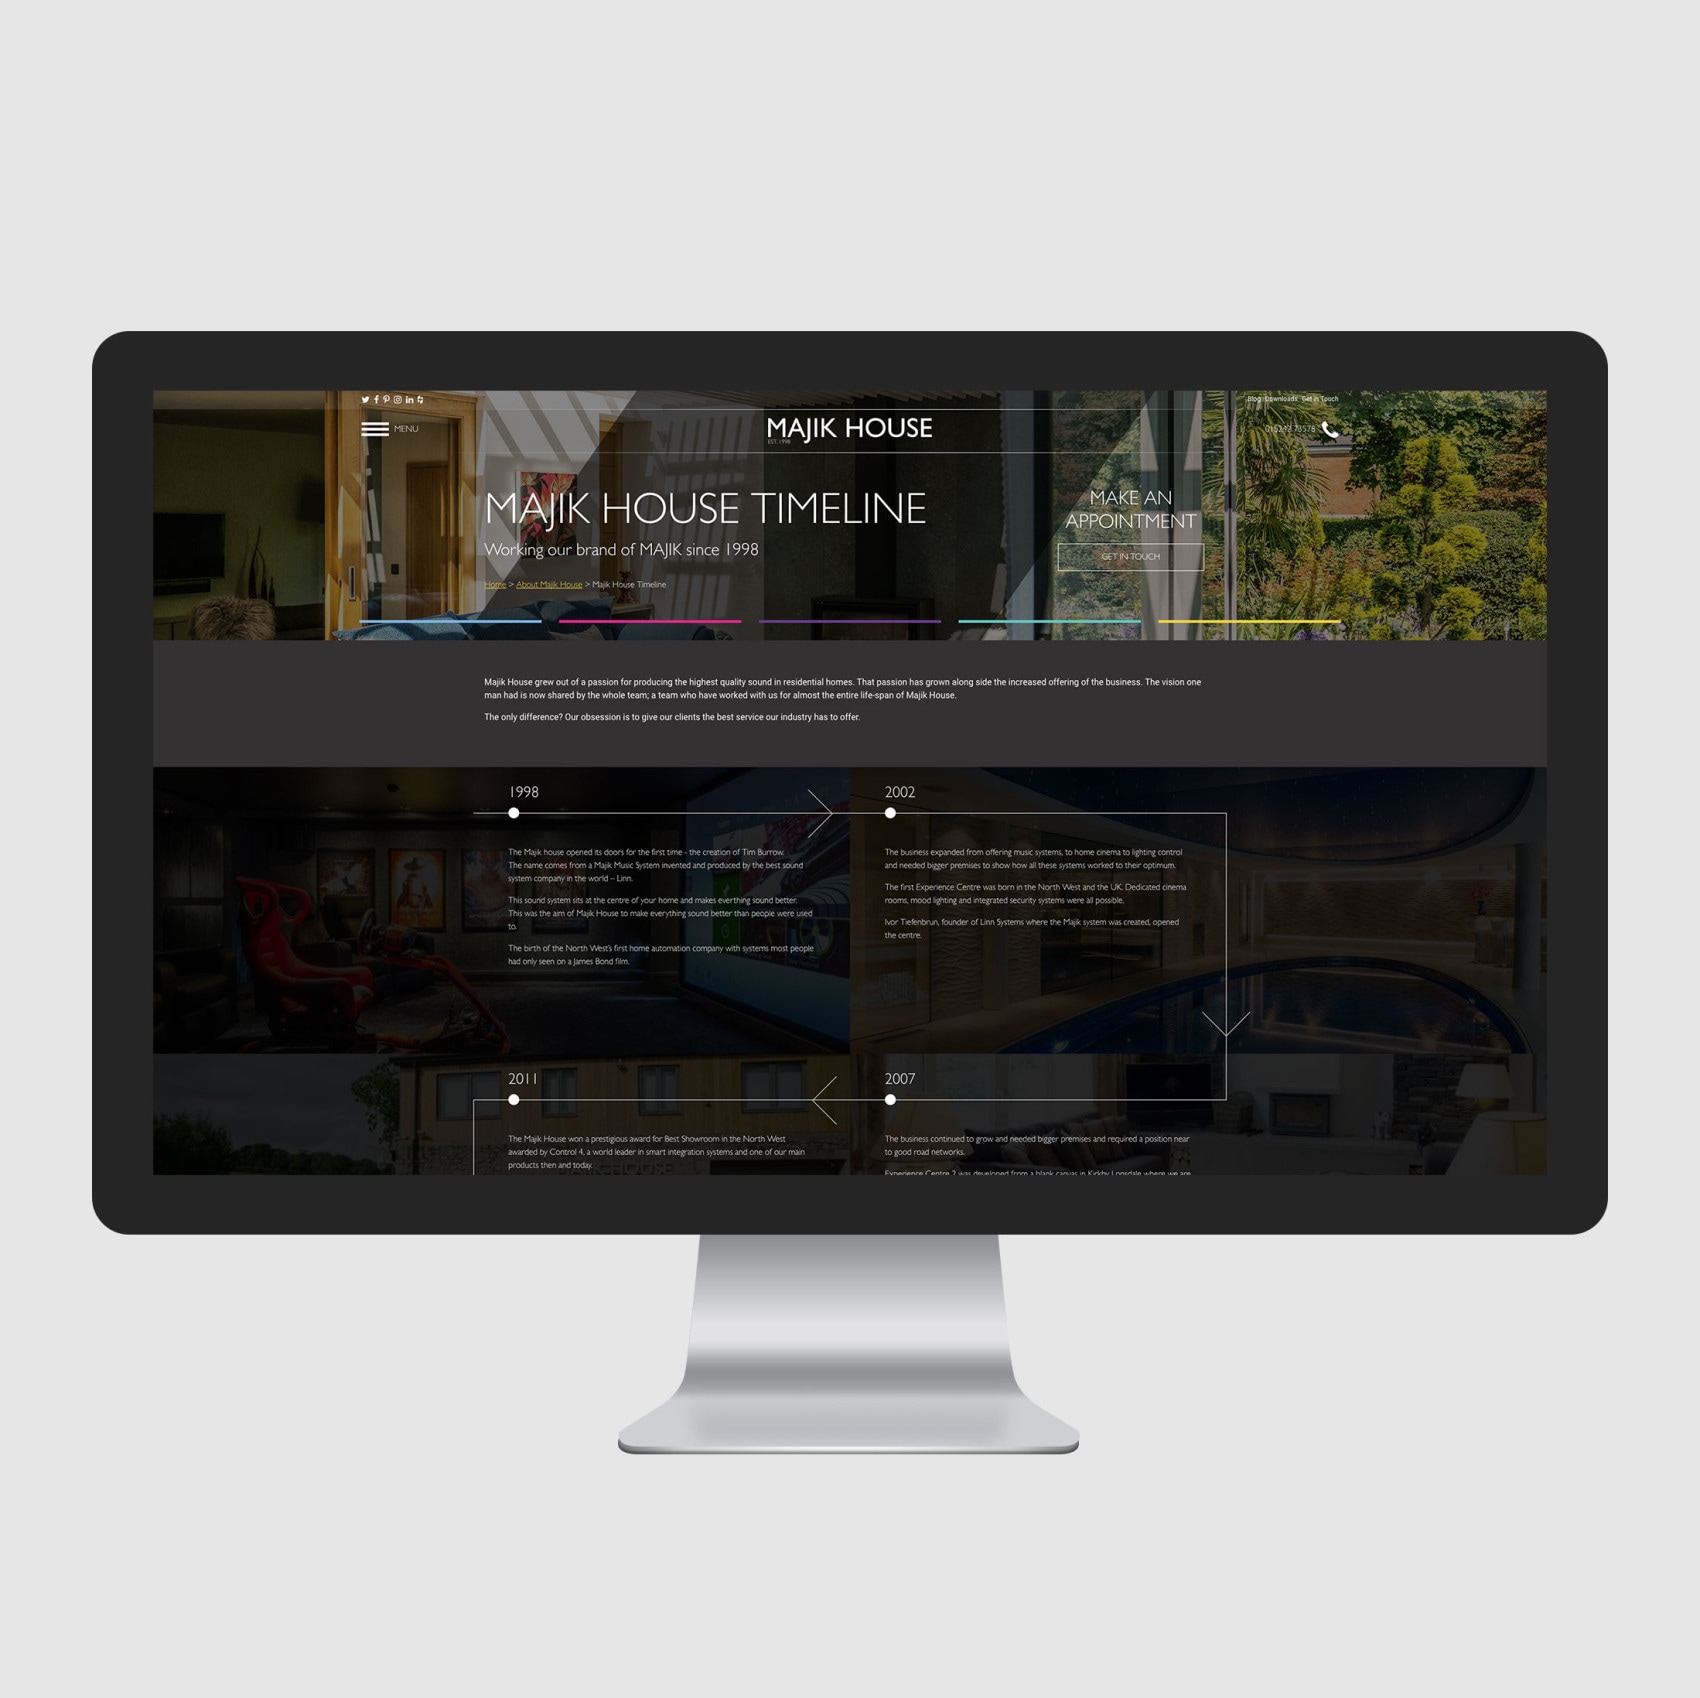 Blog Downloads Get in Touch
MENU
MAJIK HOUSE
EST. 1998
015242 73578
MAJIK HOUSE TIMELINE
Working our brand of MAJIK since 1998
Home > About Majik House > Majik House Timeline
MAKE AN
APPOINTMENT
GET IN TOUCH
Majik House grew out of a passion for producing the highest quality sound in residential homes. That passion has grown along side the increased offering of the business. The vision one
man had is now shared by the whole team; a team who have worked with us for almost the entire life-span of Majik House.
The only difference? Our obsession is to give our clients the best service our industry has to offer.
1998
The Majik house opened its doors for the first time - the creation of Tim Burrow.
The name comes from a Majik Music System invented and produced by the best sound
system company in the world – Linn.
This sound system sits at the centre of your home and makes everthing sound better.
This was the aim of Majik House to make everything sound better than people were used
to.
The birth of the North West's first home automation company with systems most people
had only seen on a James Bond film.
2002
The business expanded from offering music systems, to home cinema to lighting control
and needed bigger premises to show how all these systems worked to their optimum.
The first Experience Centre was born in the North West and the UK. Dedicated cinema
rooms, mood lighting and integrated security systems were all possible.
Ivor Tiefenbrun, founder of Linn Systems where the Majik system was created, opened
the centre.
2011
The Majik House won a prestigious award for Best Showroom in the North West
awarded by Control 4, a world leader in smart integration systems and one of our main
products then and today.
2007
The business continued to grow and needed bigger premises and required a position near
to good road networks.
Experience Centre 2 was developed from a blank canvas in Kirkby Lonsdale where we are